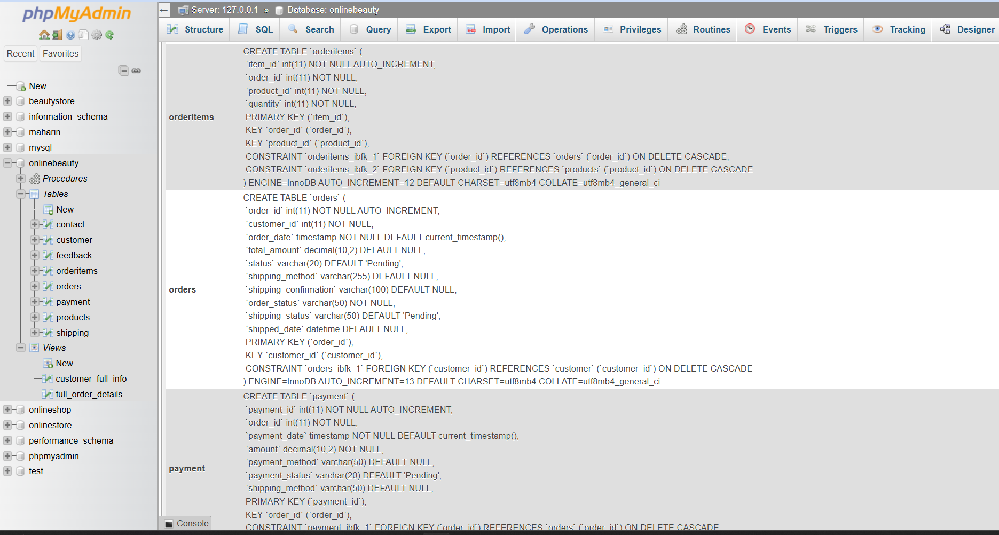 phpMyAdmin
Recent
Favorites
New
beautystore
information_schema
maharin
mysql
onlinebeauty
Procedures
Tables
New
contact
customer
feedback
orderitems
orders
payment
products
shipping
Views
New
customer_full_info
full_order_details
onlineshop
onlinestore
performance_schema
phpmyadmin
test
Server: 127.0.0.1 » Database: onlinebeauty
Structure SQL Search Query Export Import Operations Privileges Routines Events Triggers Tracking Designer
orderitems
CREATE TABLE `orderitems` (
`item_id` int(11) NOT NULL AUTO_INCREMENT,
`order_id` int(11) NOT NULL,
`product_id` int(11) NOT NULL,
`quantity` int(11) NOT NULL,
PRIMARY KEY (`item_id`),
KEY `order_id` (`order_id`),
KEY `product_id` (`product_id`),
CONSTRAINT `orderitems_ibfk_1` FOREIGN KEY (`order_id`) REFERENCES `orders` (`order_id`) ON DELETE CASCADE,
CONSTRAINT `orderitems_ibfk_2` FOREIGN KEY (`product_id`) REFERENCES `products` (`product_id`) ON DELETE CASCADE
) ENGINE=InnoDB AUTO_INCREMENT=12 DEFAULT CHARSET=utf8mb4 COLLATE=utf8mb4_general_ci
orders
CREATE TABLE `orders` (
`order_id` int(11) NOT NULL AUTO_INCREMENT,
`customer_id` int(11) NOT NULL,
`order_date` timestamp NOT NULL DEFAULT current_timestamp(),
`total_amount` decimal(10,2) DEFAULT NULL,
`status` varchar(20) DEFAULT 'Pending',
`shipping_method` varchar(255) DEFAULT NULL,
`shipping_confirmation` varchar(100) DEFAULT NULL,
`order_status` varchar(50) NOT NULL,
`shipping_status` varchar(50) DEFAULT 'Pending',
`shipped_date` datetime DEFAULT NULL,
PRIMARY KEY (`order_id`),
KEY `customer_id` (`customer_id`),
CONSTRAINT `orders_ibfk_1` FOREIGN KEY (`customer_id`) REFERENCES `customer` (`customer_id`) ON DELETE CASCADE
) ENGINE=InnoDB AUTO_INCREMENT=13 DEFAULT CHARSET=utf8mb4 COLLATE=utf8mb4_general_ci
payment
CREATE TABLE `payment` (
`payment_id` int(11) NOT NULL AUTO_INCREMENT,
`order_id` int(11) NOT NULL,
`payment_date` timestamp NOT NULL DEFAULT current_timestamp(),
`amount` decimal(10,2) NOT NULL,
`payment_method` varchar(50) DEFAULT NULL,
`payment_status` varchar(20) DEFAULT 'Pending',
`shipping_method` varchar(50) DEFAULT NULL,
PRIMARY KEY (`payment_id`),
KEY `order_id` (`order_id`),
CONSTRAINT `payment_ibfk_1` FOREIGN KEY (`order_id`) REFERENCES `orders` (`order_id`) ON DELETE CASCADE
Console